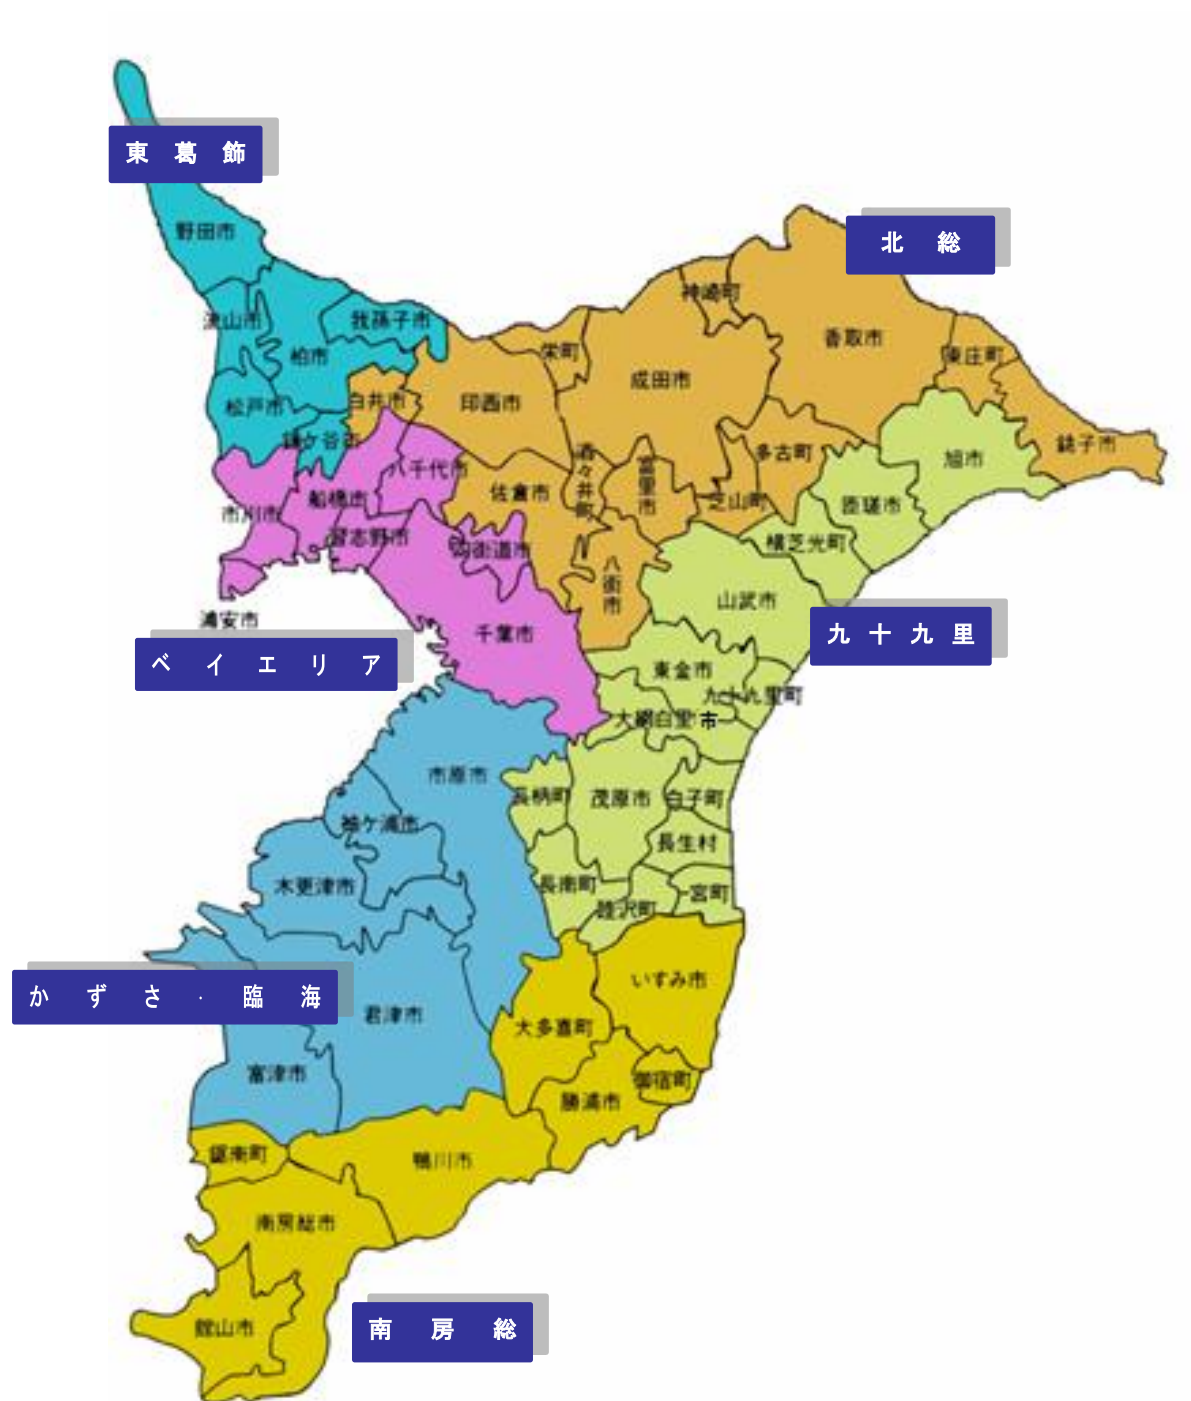 東葛飾
野田市
北総
神崎町
流山市
我孫子市
香取市
柏市
栄町
東庄町
成田市
松戸市
白井市
印西市
鎌ケ谷市
多古町
銚子市
旭市
八千代市
酒々井町
富里市
佐倉市
船橋市
芝山町
匝瑳市
市川市
習志野市
四街道市
横芝光町
八街市
山武市
浦安市
千葉市
九十九里
ベイエリア
東金市
九十九里町
大網白里市
市原市
長柄町
茂原市
白子町
袖ケ浦市
長生村
木更津市
長南町
宮町
睦沢町
いすみ市
かずさ・臨海
君津市
大多喜町
富津市
御宿町
勝浦市
鋸南町
鴨川市
南房総市
館山市
南房総